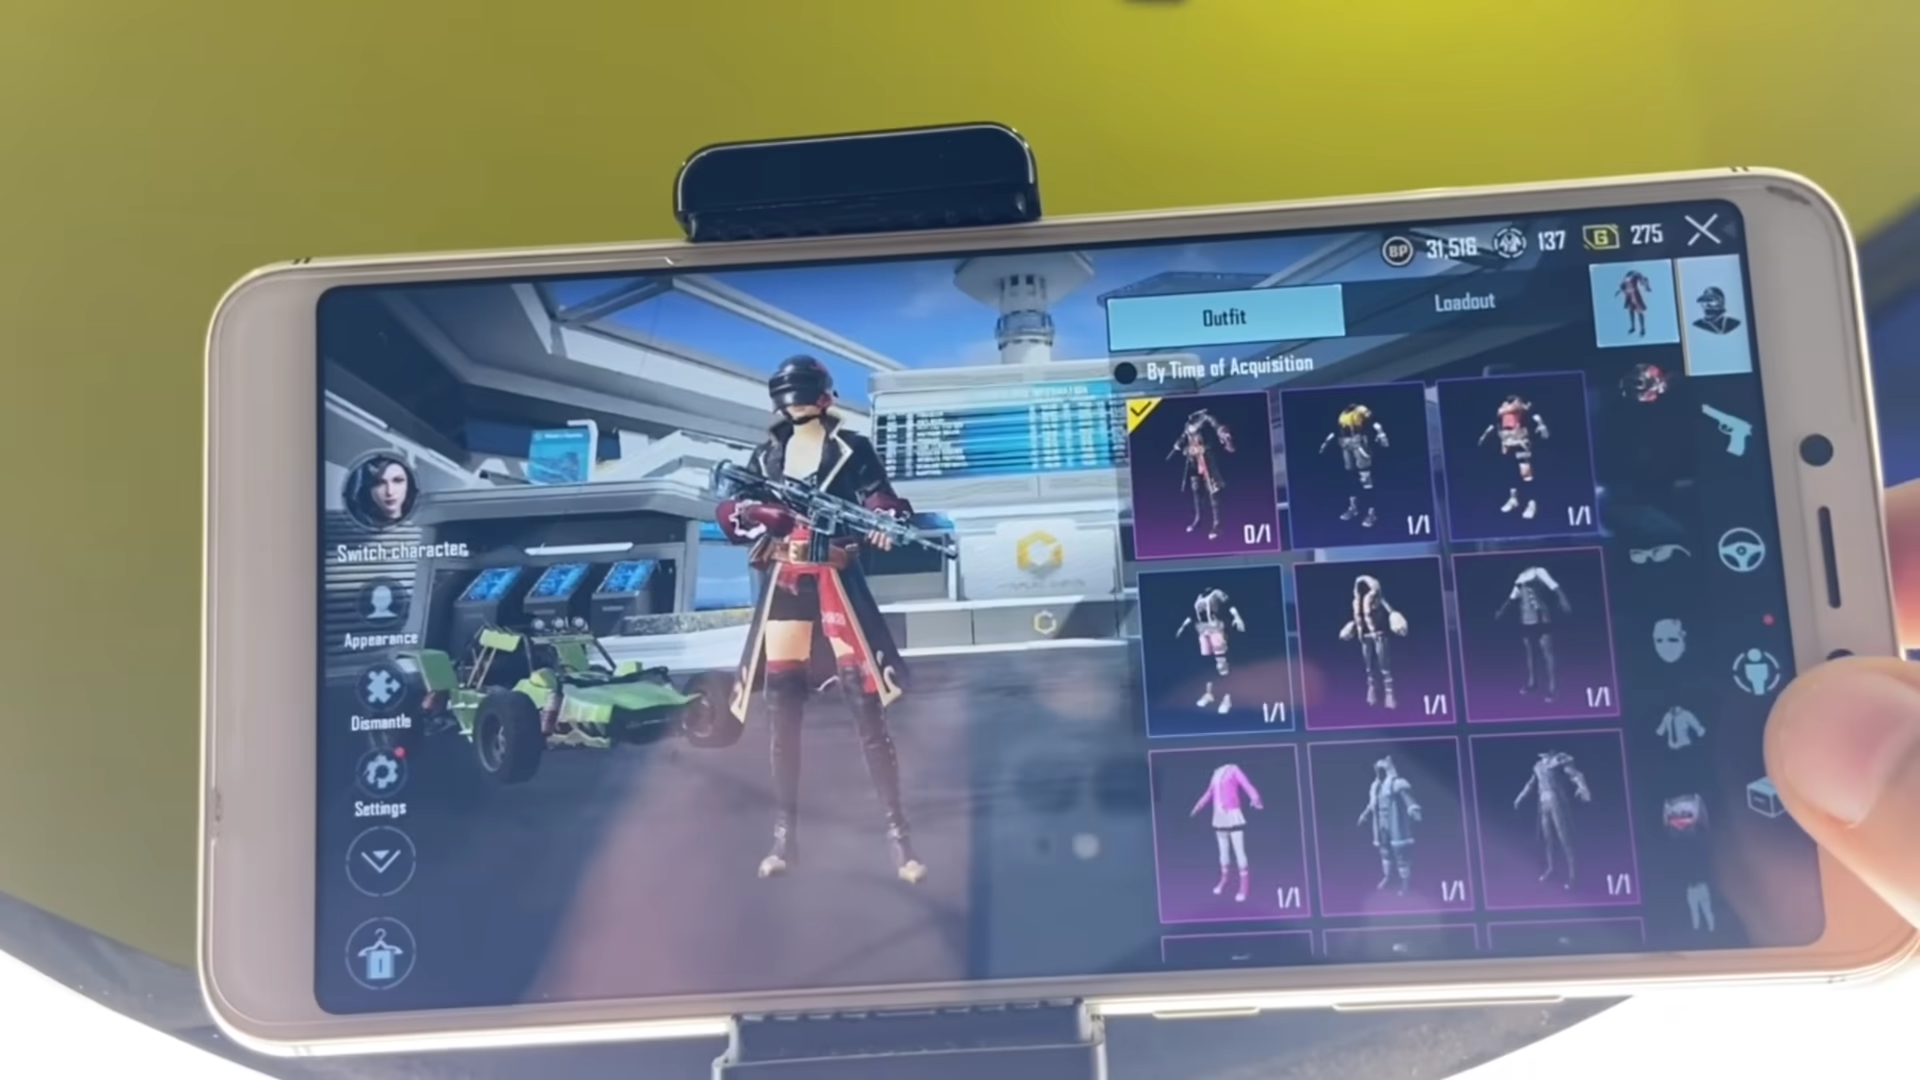 BP 31,516 137 G 275
Outfit
Loadout
By Time of Acquisition
0/1
1/1
1/1
Switch character
1/1
1/1
1/1
Appearance
Dismantle
Settings
1/1
1/1
1/1